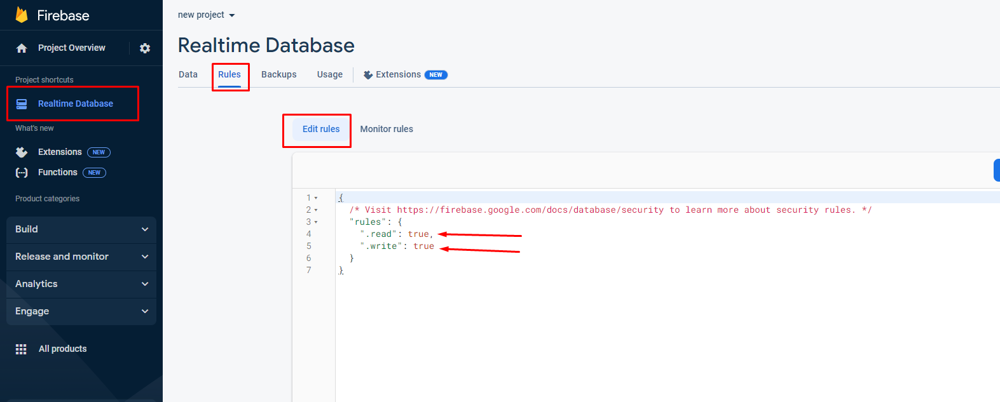 Firebase
Project Overview
Project shortcuts
Realtime Database
What's new
Extensions NEW
Functions NEW
Product categories
Build
Release and monitor
Analytics
Engage
All products
new project
Realtime Database
Data Rules Backups Usage Extensions NEW
Edit rules Monitor rules
1 {
2 /* Visit https://firebase.google.com/docs/database/security to learn more about security rules. */
3 "rules": {
4 ".read": true,
5 ".write": true
6 }
7 }